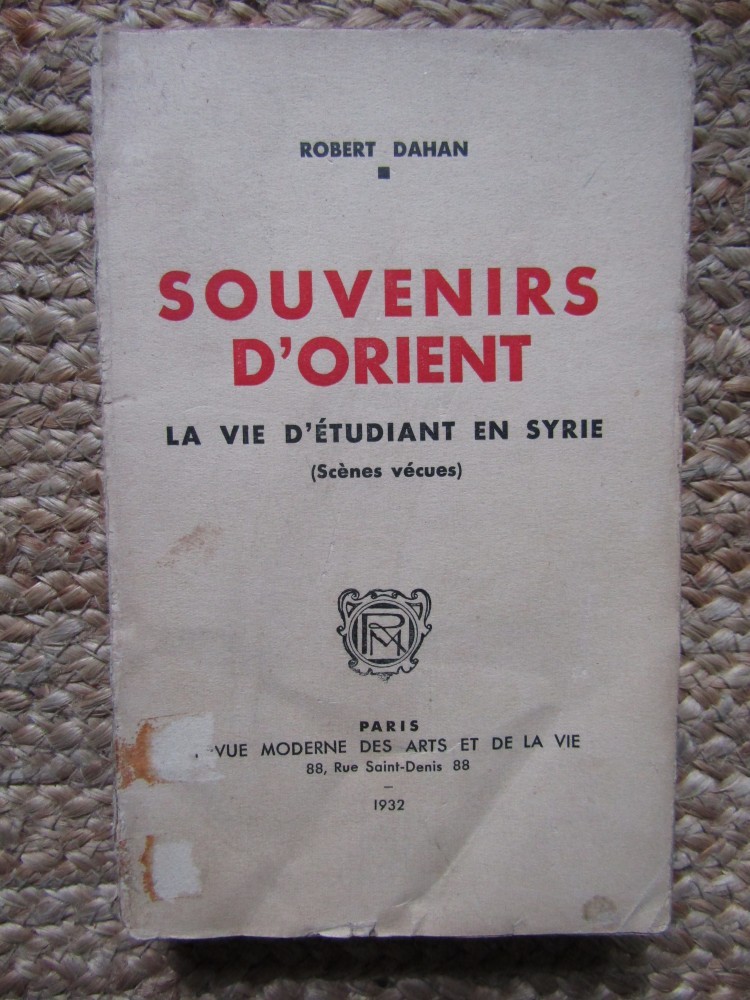 ROBERT DAHAN
SOUVENIRS
D'ORIENT
LA VIE D'ÉTUDIANT EN SYRIE
(Scènes vécues)
RM
PARIS
VUE MODERNE DES ARTS ET DE LA VIE
88, Rue Saint-Denis 88
1932